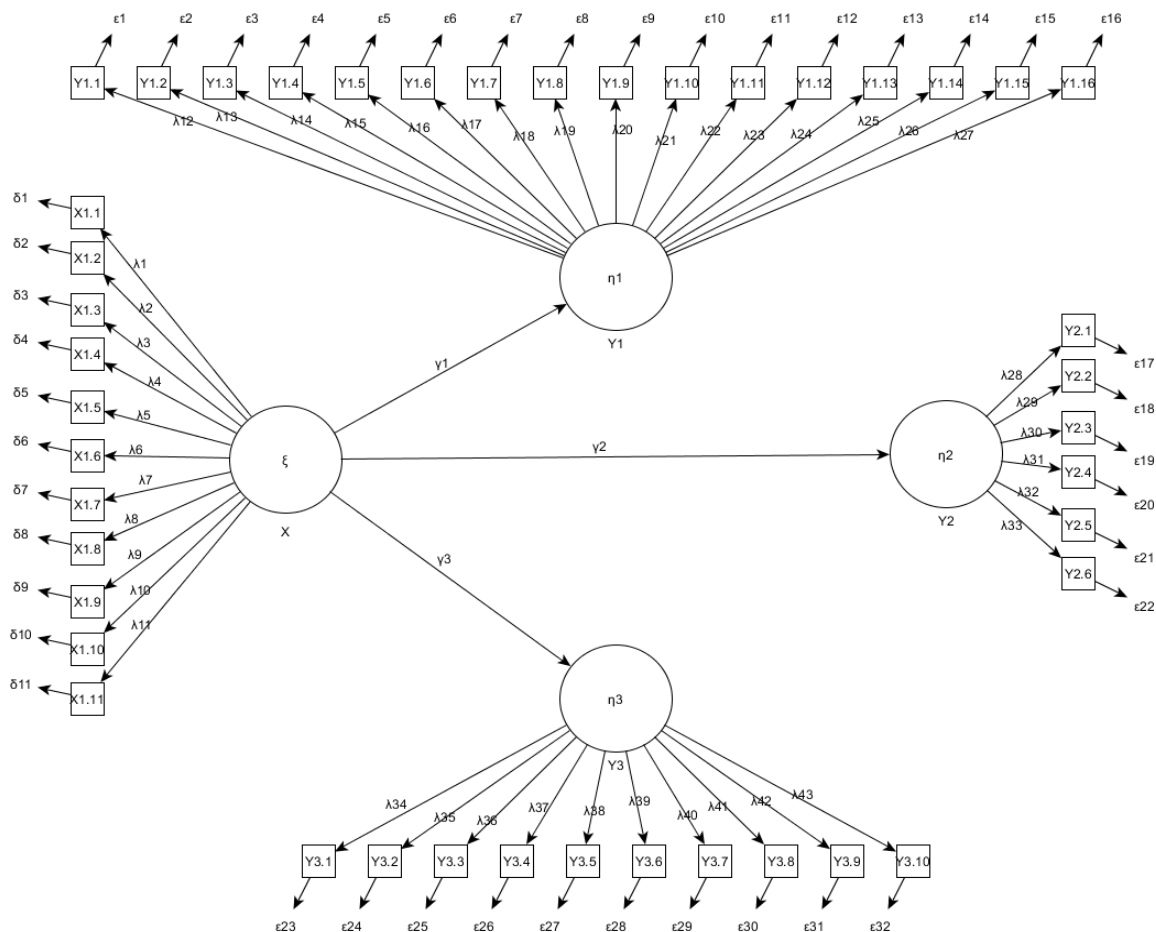 ε1 ε2 ε3 ε4 ε5 ε6 ε7 ε8 ε9 ε10 ε11 ε12 ε13 ε14 ε15 ε16
Y1.1 Y1.2 Y1.3 Y1.4 Y1.5 Y1.6 Y1.7 Y1.8 Y1.9 Y1.10 Y1.11 Y1.12 Y1.13 Y1.14 Y1.15 Y1.16
λ12 λ13 λ14 λ15 λ16 λ17 λ18 λ19 λ20 λ21 λ22 λ23 λ24 λ25 λ26 λ27
η1
Y1
δ1 X1.1 λ1
δ2 X1.2 λ2
δ3 X1.3 λ3
δ4 X1.4 λ4
δ5 X1.5 λ5
δ6 X1.6 λ6
δ7 X1.7 λ7
δ8 X1.8 λ8
δ9 X1.9 λ9
δ10 X1.10 λ10
δ11 X1.11 λ11
ξ
X
γ1
γ2
γ3
η2
Y2
λ28 Y2.1 ε17
λ29 Y2.2 ε18
λ30 Y2.3 ε19
λ31 Y2.4 ε20
λ32 Y2.5 ε21
λ33 Y2.6 ε22
η3
Y3
λ34 λ35 λ36 λ37 λ38 λ39 λ40 λ41 λ42 λ43
Y3.1 Y3.2 Y3.3 Y3.4 Y3.5 Y3.6 Y3.7 Y3.8 Y3.9 Y3.10
ε23 ε24 ε25 ε26 ε27 ε28 ε29 ε30 ε31 ε32